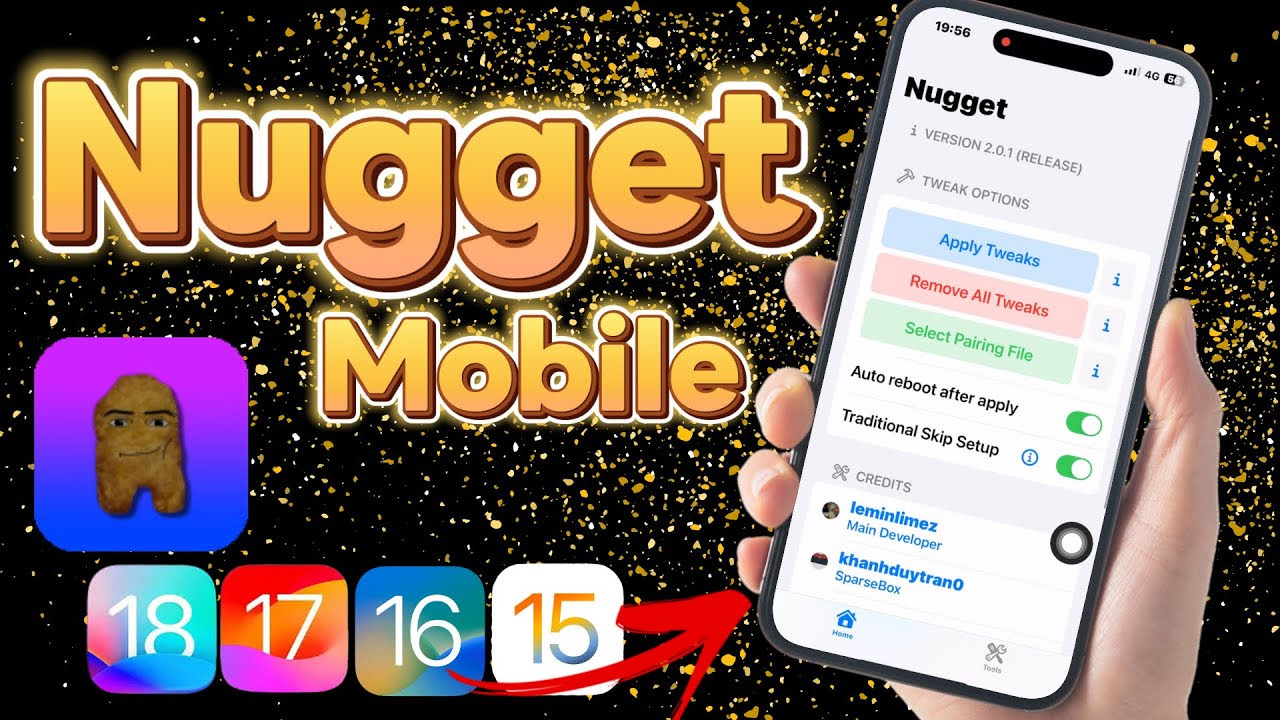 Nugget
Mobile
18
17
16
15
19:56
4G
56
Nugget
i VERSION 2.0.1 (RELEASE)
TWEAK OPTIONS
Apply Tweaks
i
Remove All Tweaks
i
Select Pairing File
i
Auto reboot after apply
Traditional Skip Setup
i
CREDITS
leminlimez
Main Developer
khanhduytran0
SparseBox
Home
Tools